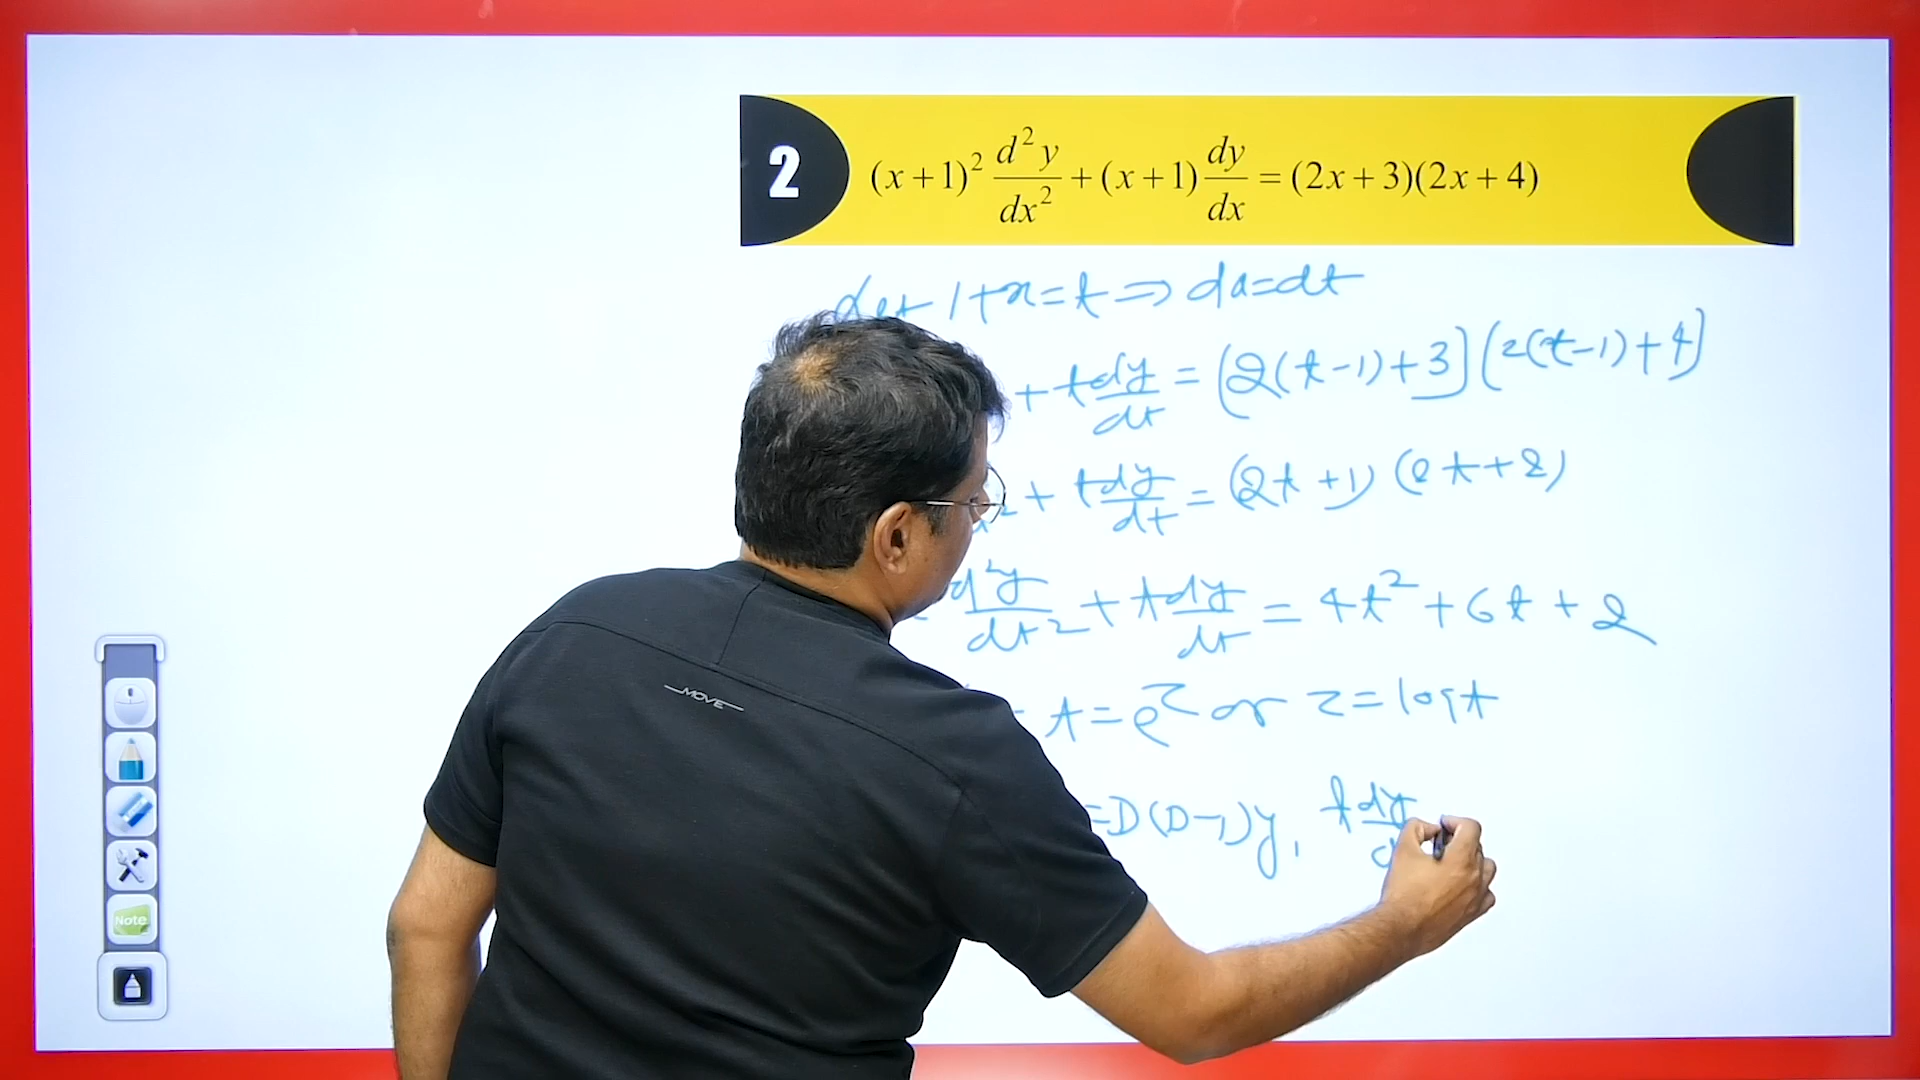 2 (x+1)² d²y/dx² + (x+1) dy/dx = (2x+3)(2x+4)
1+x=t ⇒ dx=dt
+ t dy/dt = [2(t-1)+3] [2(t-1)+4]
+ t dy/dt = (2t+1) (2t+2)
d²y/dt² + t dy/dt = 4t² + 6t + 2
t = e^z or z = log t
= D(D-1)y, t dy
MOVE
Note